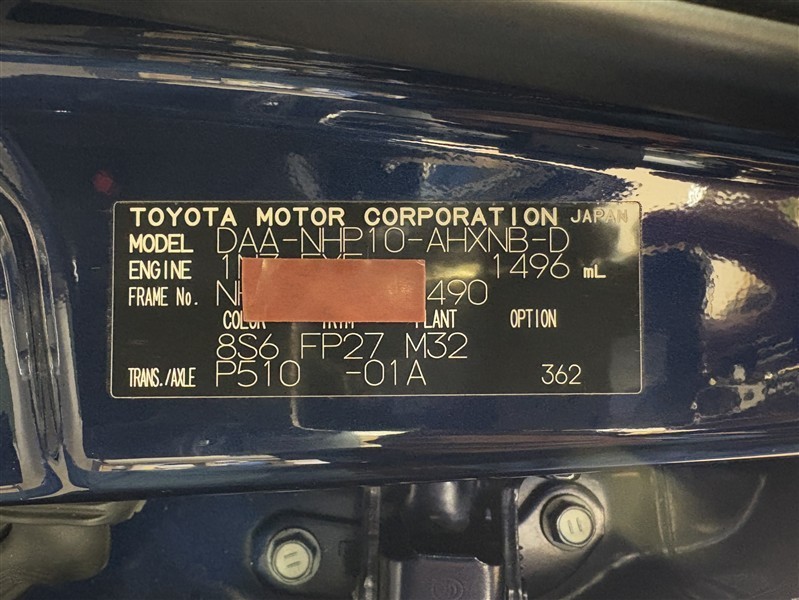 TOYOTA MOTOR CORPORATION JAPAN
MODEL DAA-NHP10-AHXNB-D
ENGINE 1496 mL
FRAME No. 490
COLOR TRIM PLANT OPTION
8S6 FP27 M32
TRANS./AXLE P510 -01A 362